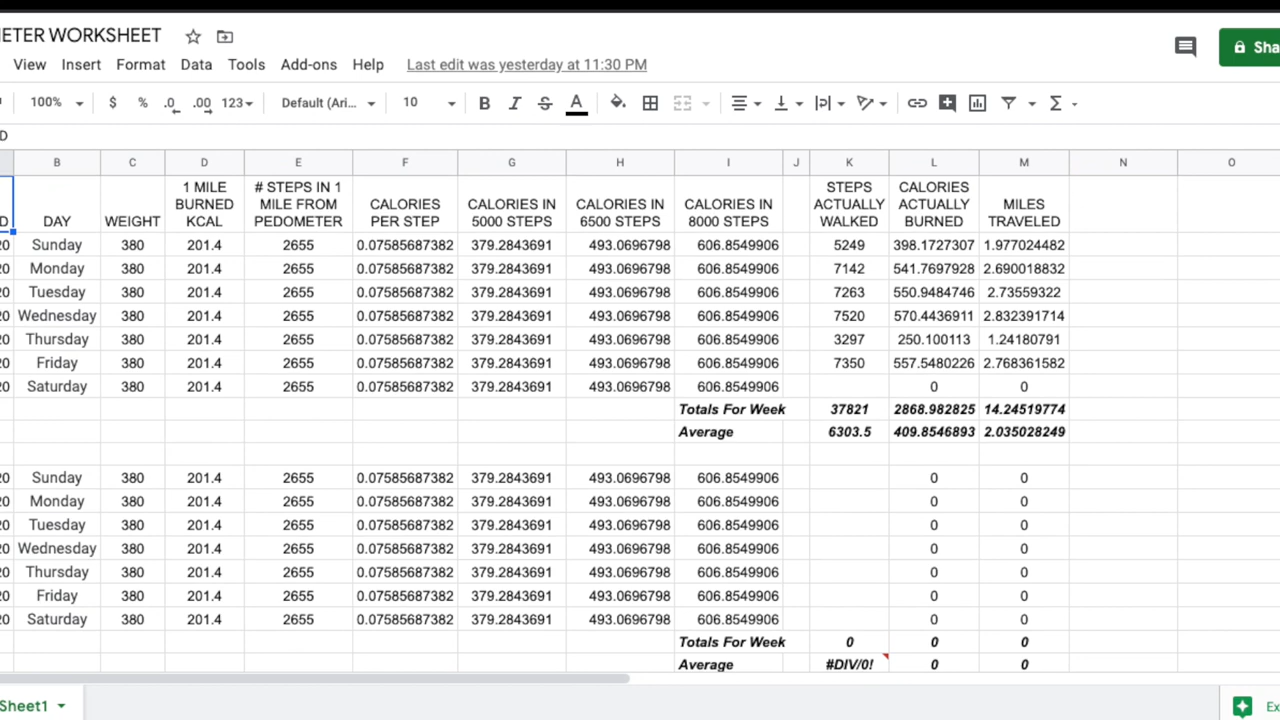 ETER WORKSHEET
View Insert Format Data Tools Add-ons Help Last edit was yesterday at 11:30 PM
Sha
100% $ % .0 .00 123 Default (Ari... 10 B I S A Σ
D
B C D E F G H I J K L M N O
D DAY WEIGHT 1 MILE BURNED KCAL # STEPS IN 1 MILE FROM PEDOMETER CALORIES PER STEP CALORIES IN 5000 STEPS CALORIES IN 6500 STEPS CALORIES IN 8000 STEPS STEPS ACTUALLY WALKED CALORIES ACTUALLY BURNED MILES TRAVELED
20 Sunday 380 201.4 2655 0.07585687382 379.2843691 493.0696798 606.8549906 5249 398.1727307 1.977024482
20 Monday 380 201.4 2655 0.07585687382 379.2843691 493.0696798 606.8549906 7142 541.7697928 2.690018832
20 Tuesday 380 201.4 2655 0.07585687382 379.2843691 493.0696798 606.8549906 7263 550.9484746 2.73559322
20 Wednesday 380 201.4 2655 0.07585687382 379.2843691 493.0696798 606.8549906 7520 570.4436911 2.832391714
20 Thursday 380 201.4 2655 0.07585687382 379.2843691 493.0696798 606.8549906 3297 250.100113 1.24180791
20 Friday 380 201.4 2655 0.07585687382 379.2843691 493.0696798 606.8549906 7350 557.5480226 2.768361582
20 Saturday 380 201.4 2655 0.07585687382 379.2843691 493.0696798 606.8549906 0 0
Totals For Week 37821 2868.982825 14.24519774
Average 6303.5 409.8546893 2.035028249
20 Sunday 380 201.4 2655 0.07585687382 379.2843691 493.0696798 606.8549906 0 0
20 Monday 380 201.4 2655 0.07585687382 379.2843691 493.0696798 606.8549906 0 0
20 Tuesday 380 201.4 2655 0.07585687382 379.2843691 493.0696798 606.8549906 0 0
20 Wednesday 380 201.4 2655 0.07585687382 379.2843691 493.0696798 606.8549906 0 0
20 Thursday 380 201.4 2655 0.07585687382 379.2843691 493.0696798 606.8549906 0 0
20 Friday 380 201.4 2655 0.07585687382 379.2843691 493.0696798 606.8549906 0 0
20 Saturday 380 201.4 2655 0.07585687382 379.2843691 493.0696798 606.8549906 0 0
Totals For Week 0 0 0
Average #DIV/0! 0 0
Sheet1
Ex